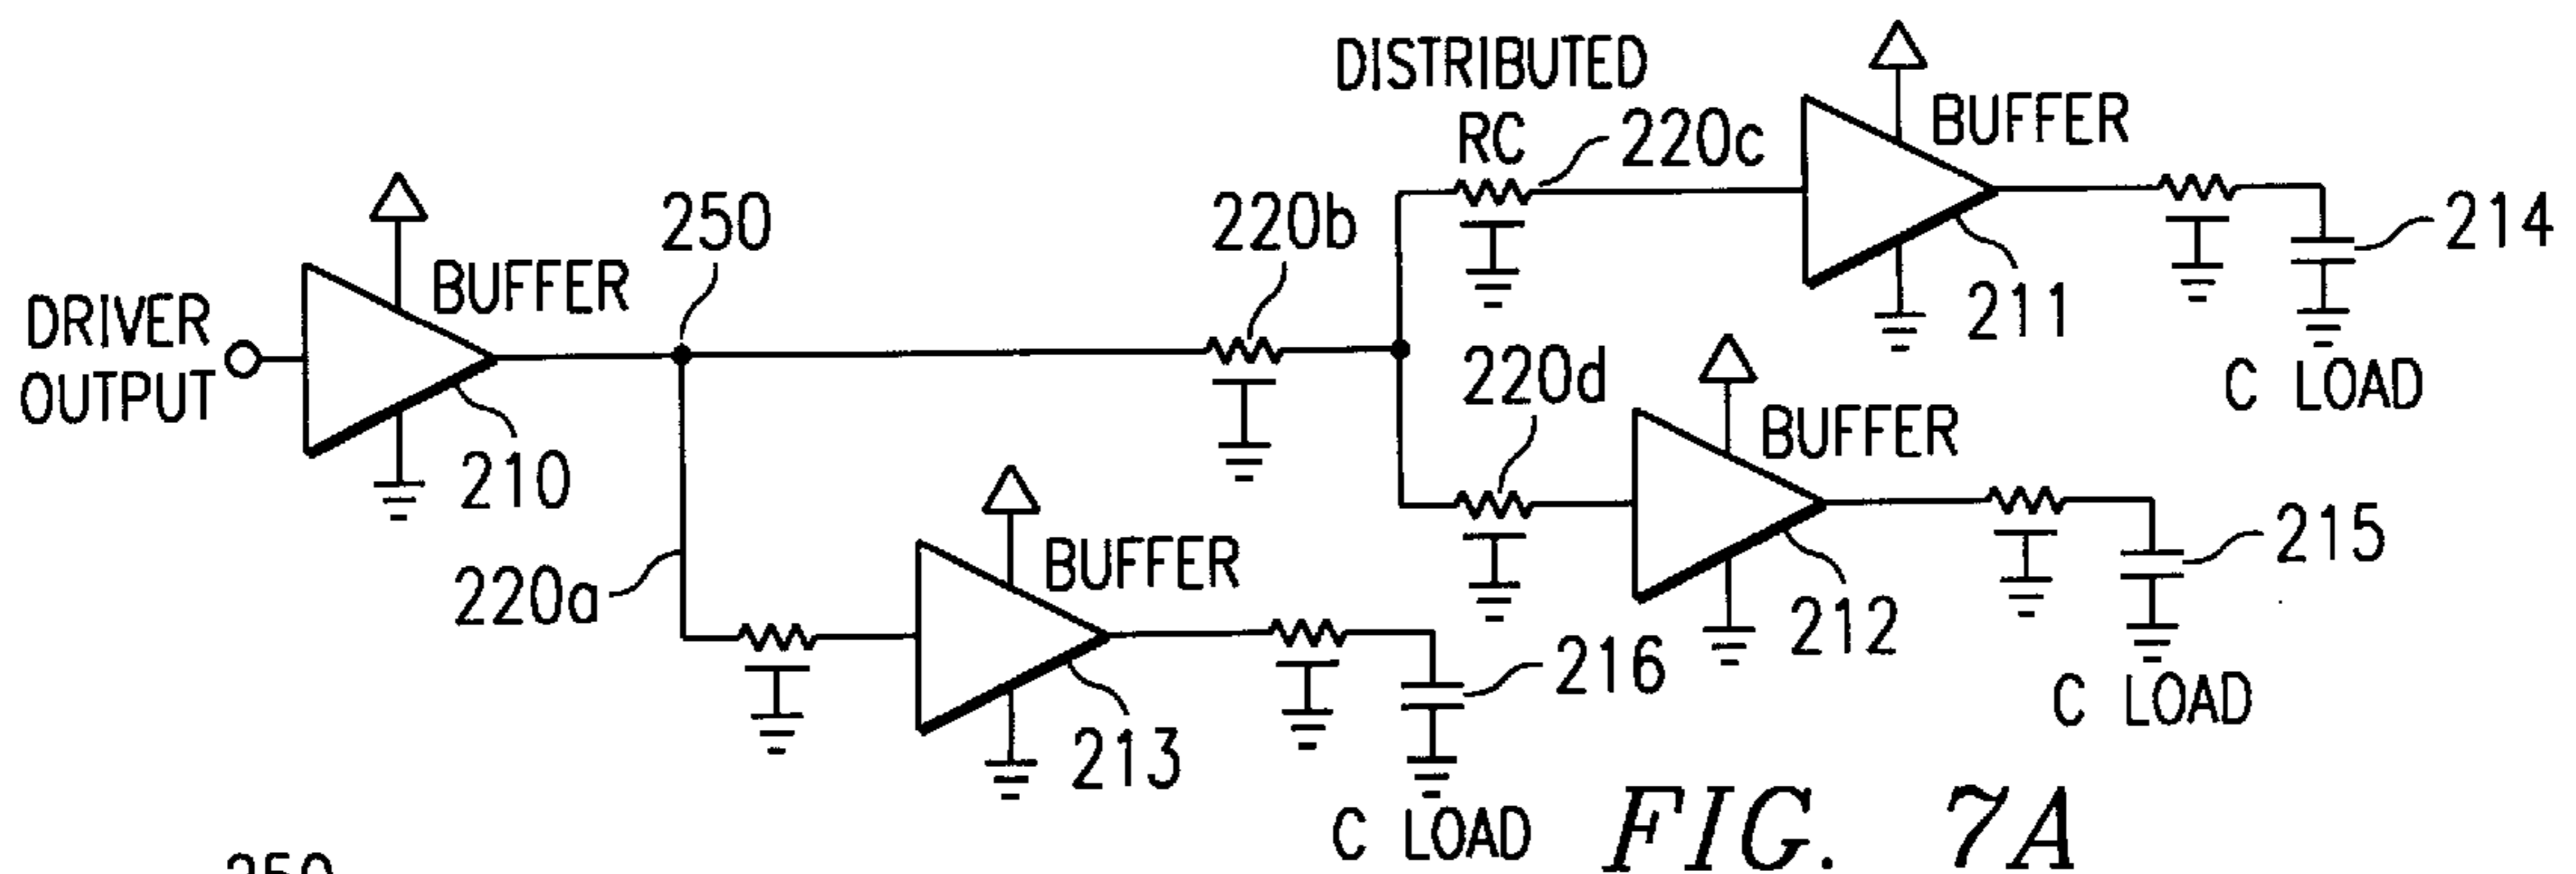 DISTRIBUTED
RC
220c
BUFFER
250
220b
214
BUFFER
DRIVER
OUTPUT
211
220d
C LOAD
210
BUFFER
BUFFER
215
220a
212
216
213
C LOAD
C LOAD
FIG. 7A